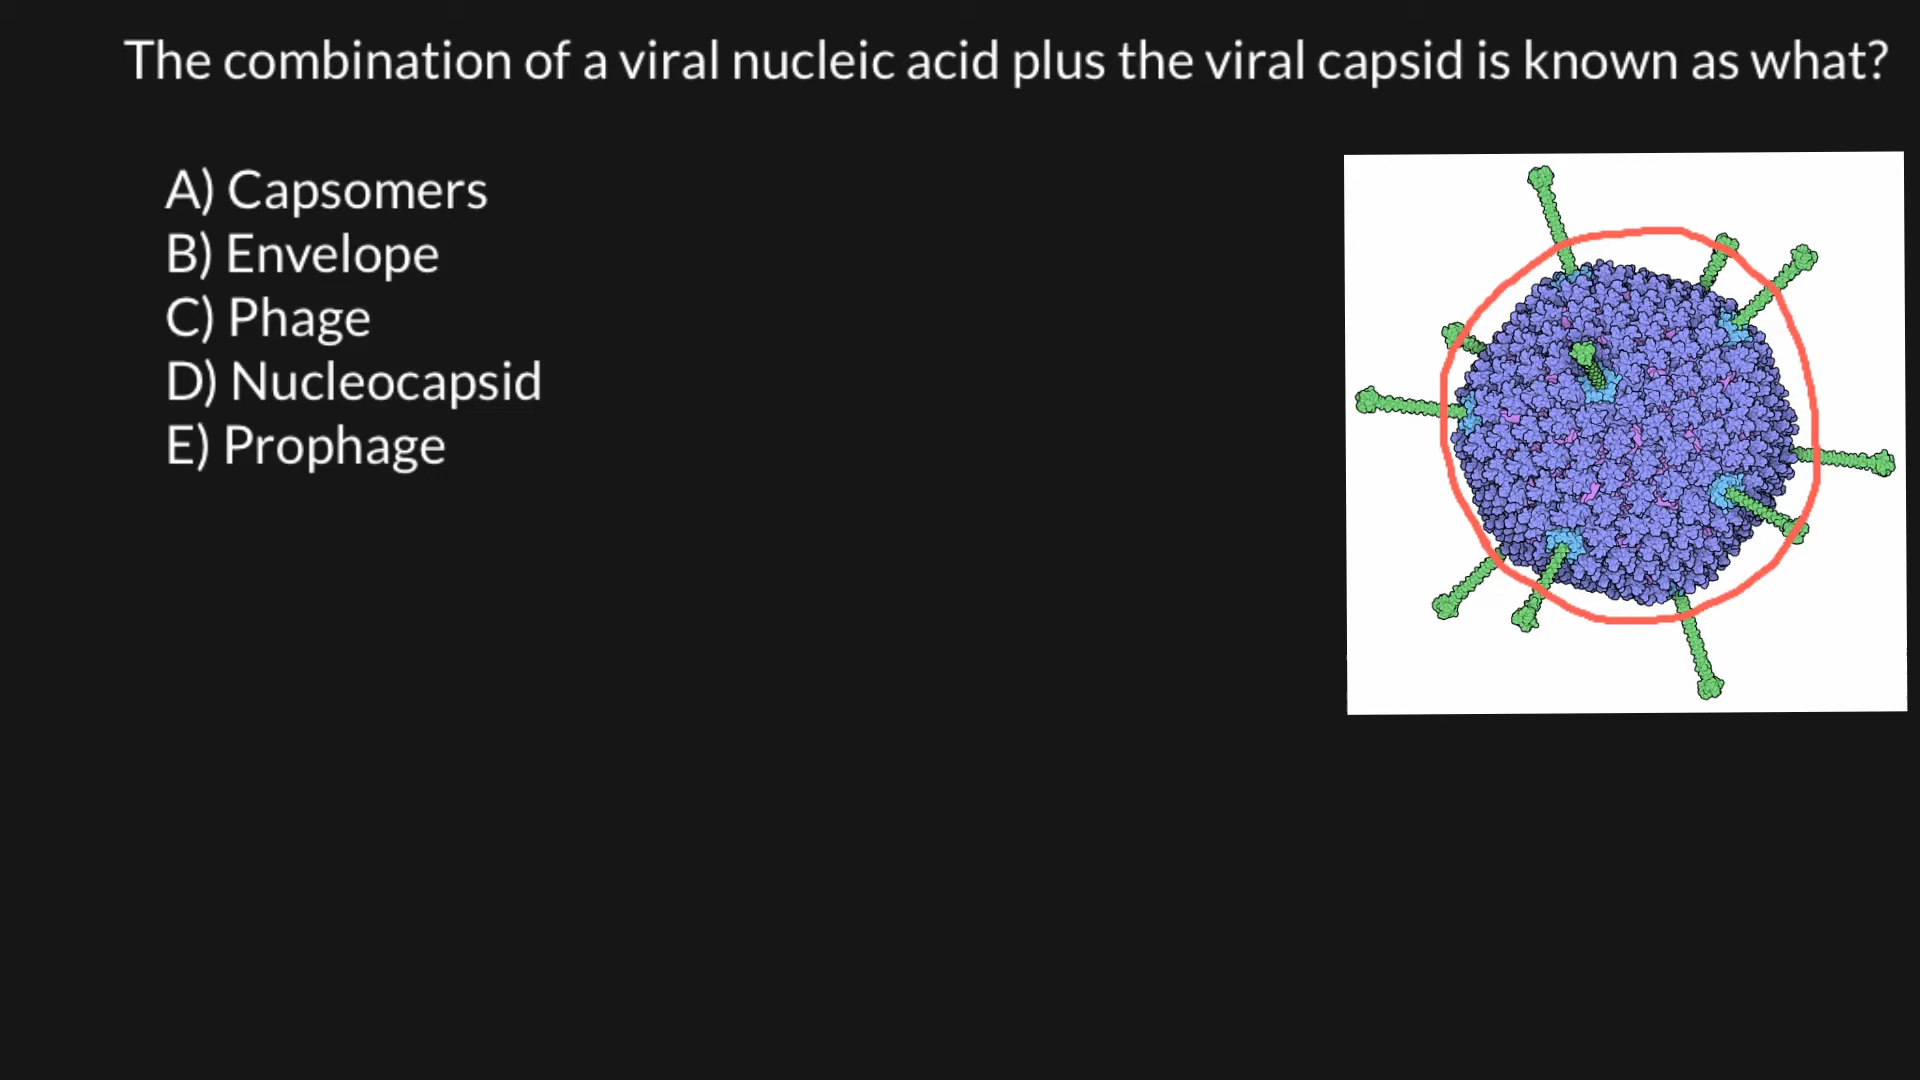 The combination of a viral nucleic acid plus the viral capsid is known as what?
A) Capsomers
B) Envelope
C) Phage
D) Nucleocapsid
E) Prophage